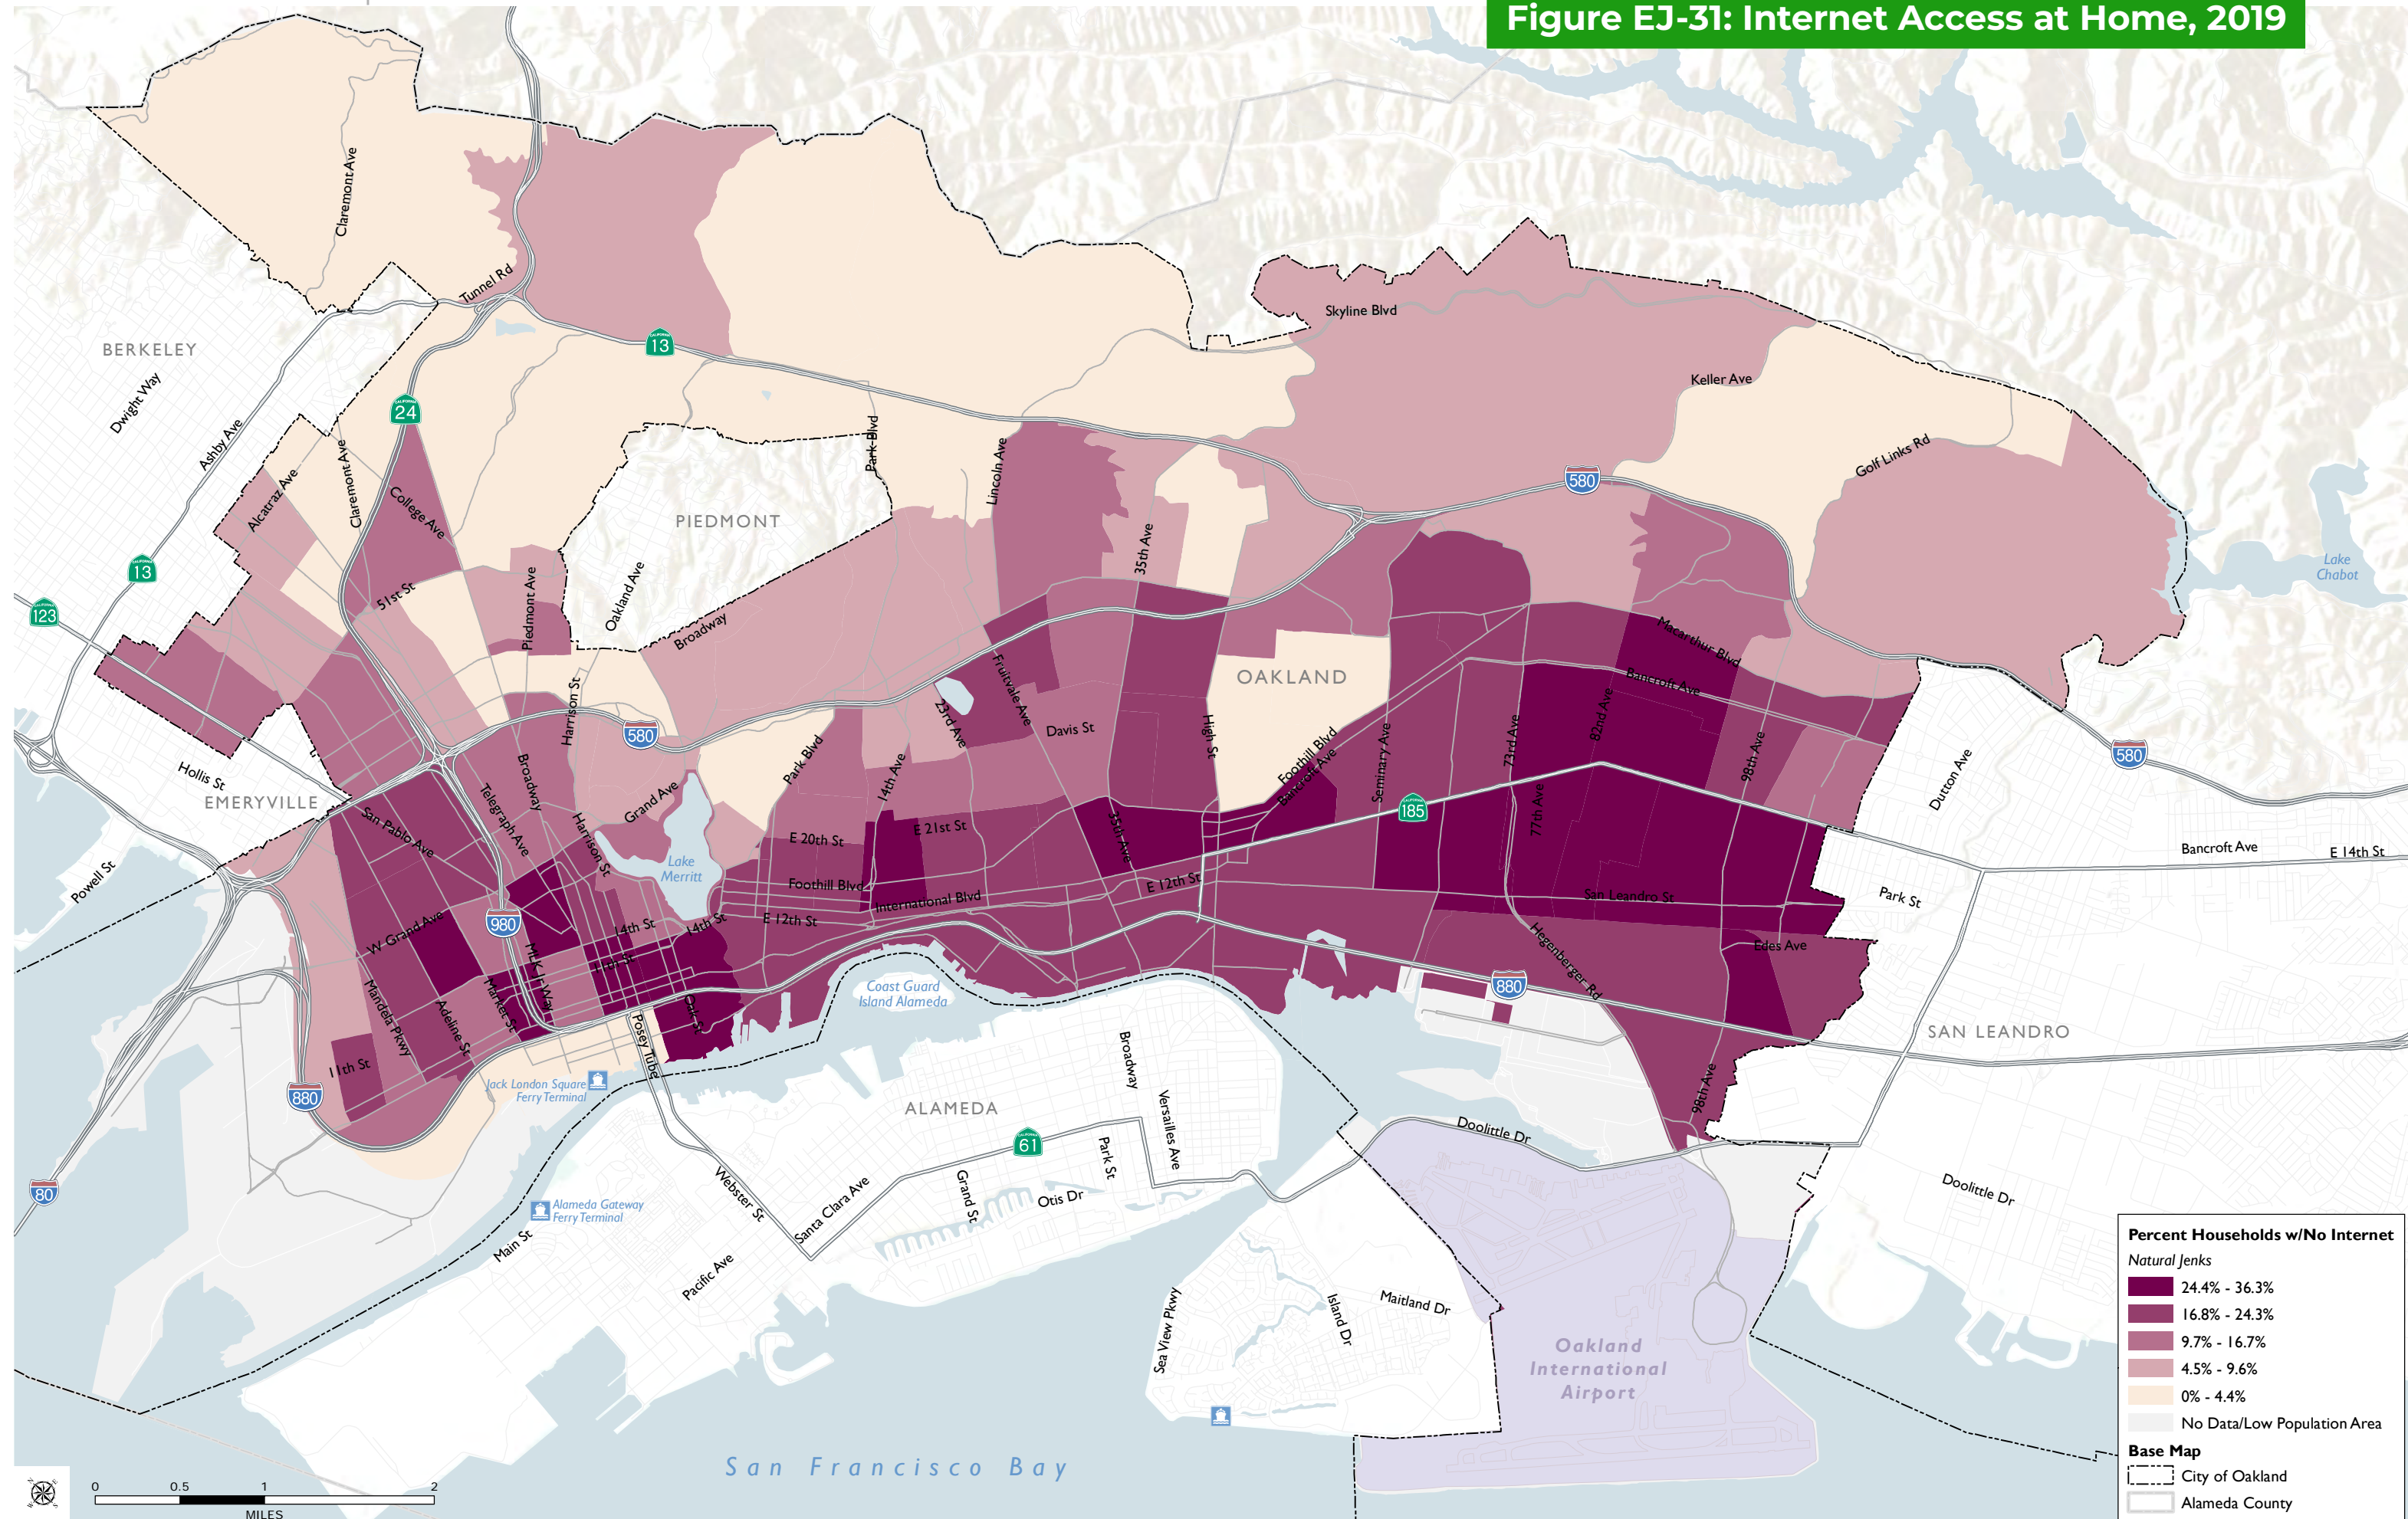 Figure EJ-31: Internet Access at Home, 2019
Claremont Ave
Tunnel Rd
BERKELEY
Dwight Way
Ashby Ave
13
24
13
123
Alcatraz Ave
Claremont Ave
College Ave
51st St
Piedmont Ave
Oakland Ave
PIEDMONT
Broadway
Park Blvd
Lincoln Ave
35th Ave
Skyline Blvd
Keller Ave
Golf Links Rd
580
Lake
Chabot
Macarthur Blvd
Bancroft Ave
OAKLAND
Hollis St
EMERYVILLE
Powell St
San Pablo Ave
Telegraph Ave
Broadway
Harrison St
Harrison St
580
Grand Ave
Lake
Merritt
Park Blvd
14th Ave
23rd Ave
Fruitvale Ave
Davis St
High St
Foothill Blvd
Bancroft Ave
Seminary Ave
73rd Ave
82nd Ave
77th Ave
98th Ave
185
580
Dutton Ave
Bancroft Ave
E 14th St
Park St
E 20th St
E 21st St
35th Ave
Foothill Blvd
International Blvd
E 12th St
E 12th St
San Leandro St
Edes Ave
Hegenberger Rd
880
SAN LEANDRO
98th Ave
W Grand Ave
980
14th St
14th St
11th St
MLK Jr Way
Market St
Adeline St
Mandela Pkwy
11th St
880
80
Oak St
Posey Tube
Jack London Square
Ferry Terminal
Coast Guard
Island Alameda
ALAMEDA
61
Broadway
Versailles Ave
Park St
Otis Dr
Grand St
Santa Clara Ave
Webster St
Pacific Ave
Main St
Alameda Gateway
Ferry Terminal
Doolittle Dr
Doolittle Dr
Sea View Pkwy
Island Dr
Maitland Dr
Oakland
International
Airport
San Francisco Bay
0 0.5 1 2
MILES
Percent Households w/No Internet
Natural Jenks
24.4% - 36.3%
16.8% - 24.3%
9.7% - 16.7%
4.5% - 9.6%
0% - 4.4%
No Data/Low Population Area
Base Map
City of Oakland
Alameda County